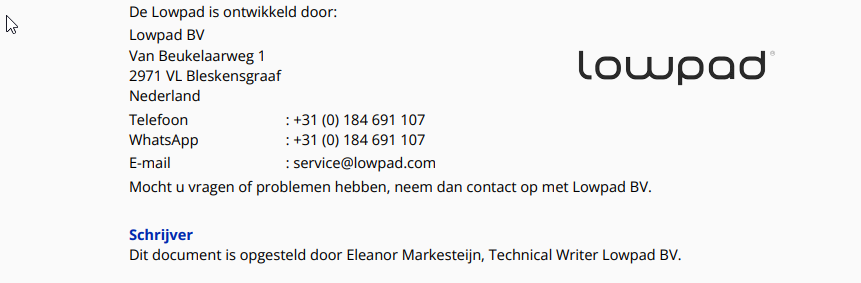 De Lowpad is ontwikkeld door:
Lowpad BV
Van Beukelaarweg 1
2971 VL Bleskensgraaf
Nederland
lowpad®
Telefoon : +31 (0) 184 691 107
WhatsApp : +31 (0) 184 691 107
E-mail : service@lowpad.com
Mocht u vragen of problemen hebben, neem dan contact op met Lowpad BV.
Schrijver
Dit document is opgesteld door Eleanor Markesteijn, Technical Writer Lowpad BV.